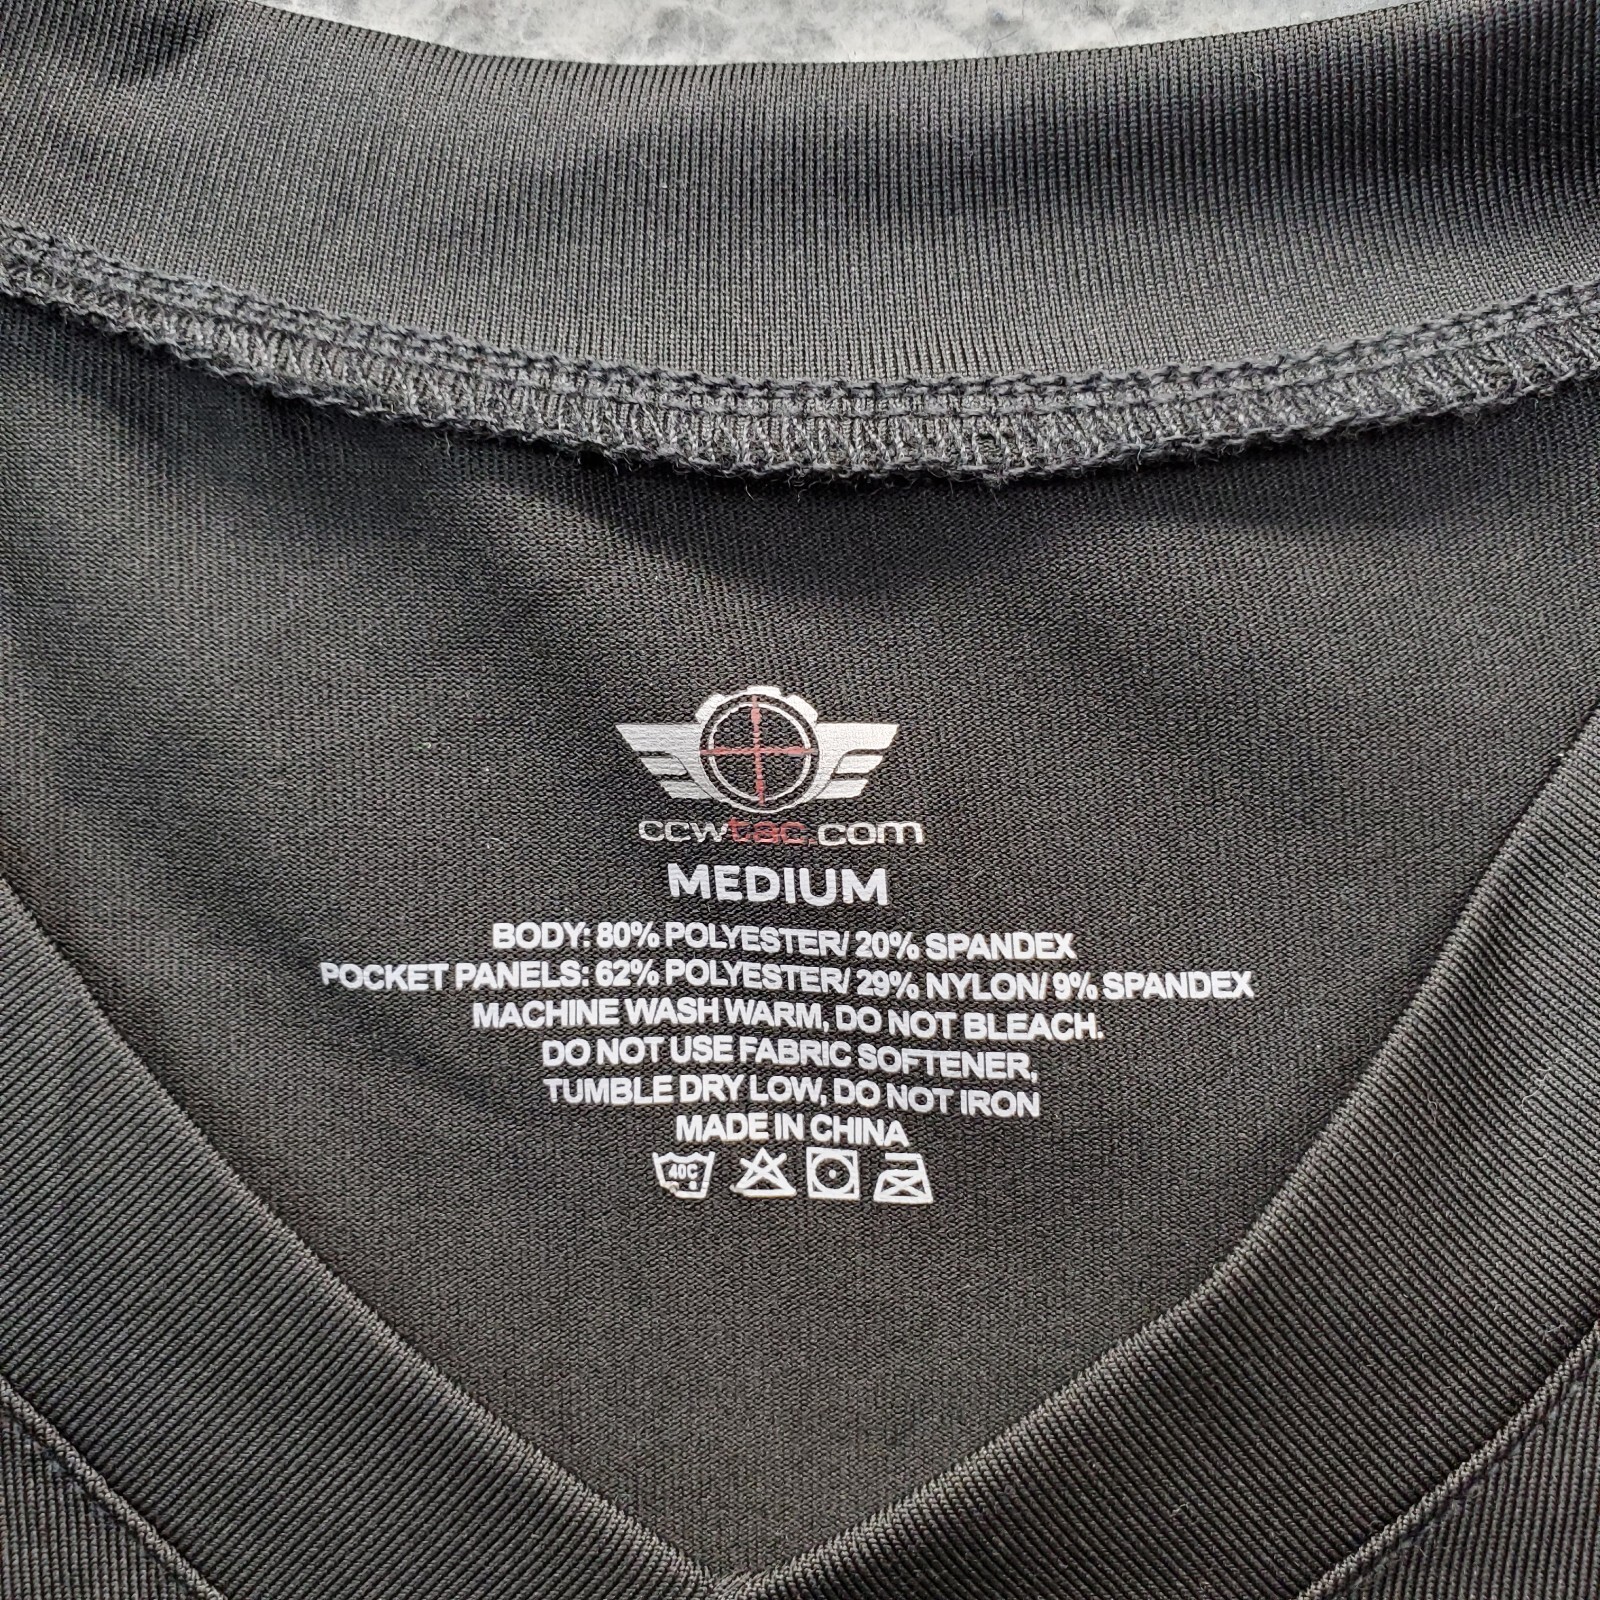 ccwtac.com
MEDIUM
BODY: 80% POLYESTER/ 20% SPANDEX
POCKET PANELS: 62% POLYESTER/ 29% NYLON/ 9% SPANDEX
MACHINE WASH WARM, DO NOT BLEACH.
DO NOT USE FABRIC SOFTENER,
TUMBLE DRY LOW, DO NOT IRON
MADE IN CHINA
40C